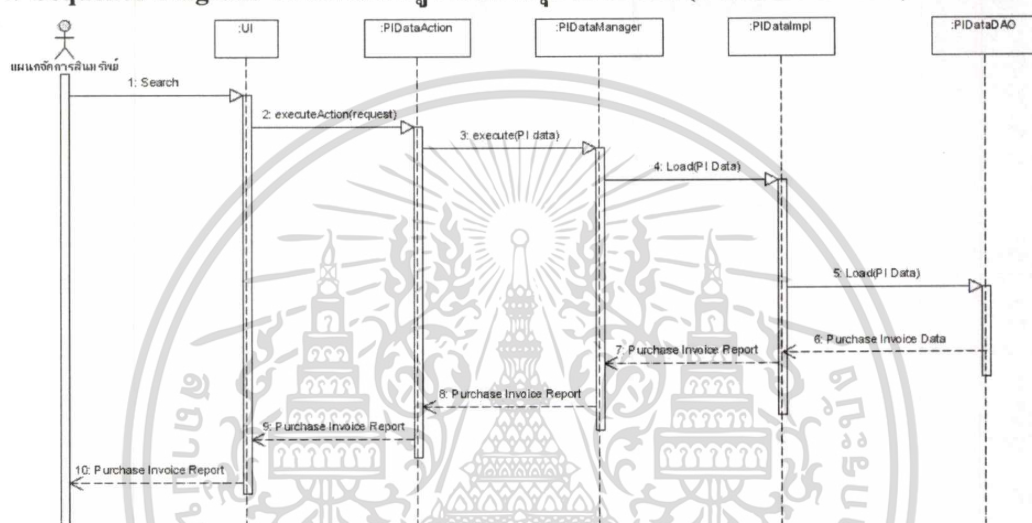 :UI
:PIDataAction
:PIDataManager
:PIDataImpl
:PIDataDAO
แผนกจัดการสินทรัพย์
1: Search
2: executeAction(request)
3: execute(PI data)
4: Load(PI Data)
5: Load(PI Data)
6: Purchase Invoice Data
7: Purchase Invoice Report
8: Purchase Invoice Report
9: Purchase Invoice Report
10: Purchase Invoice Report